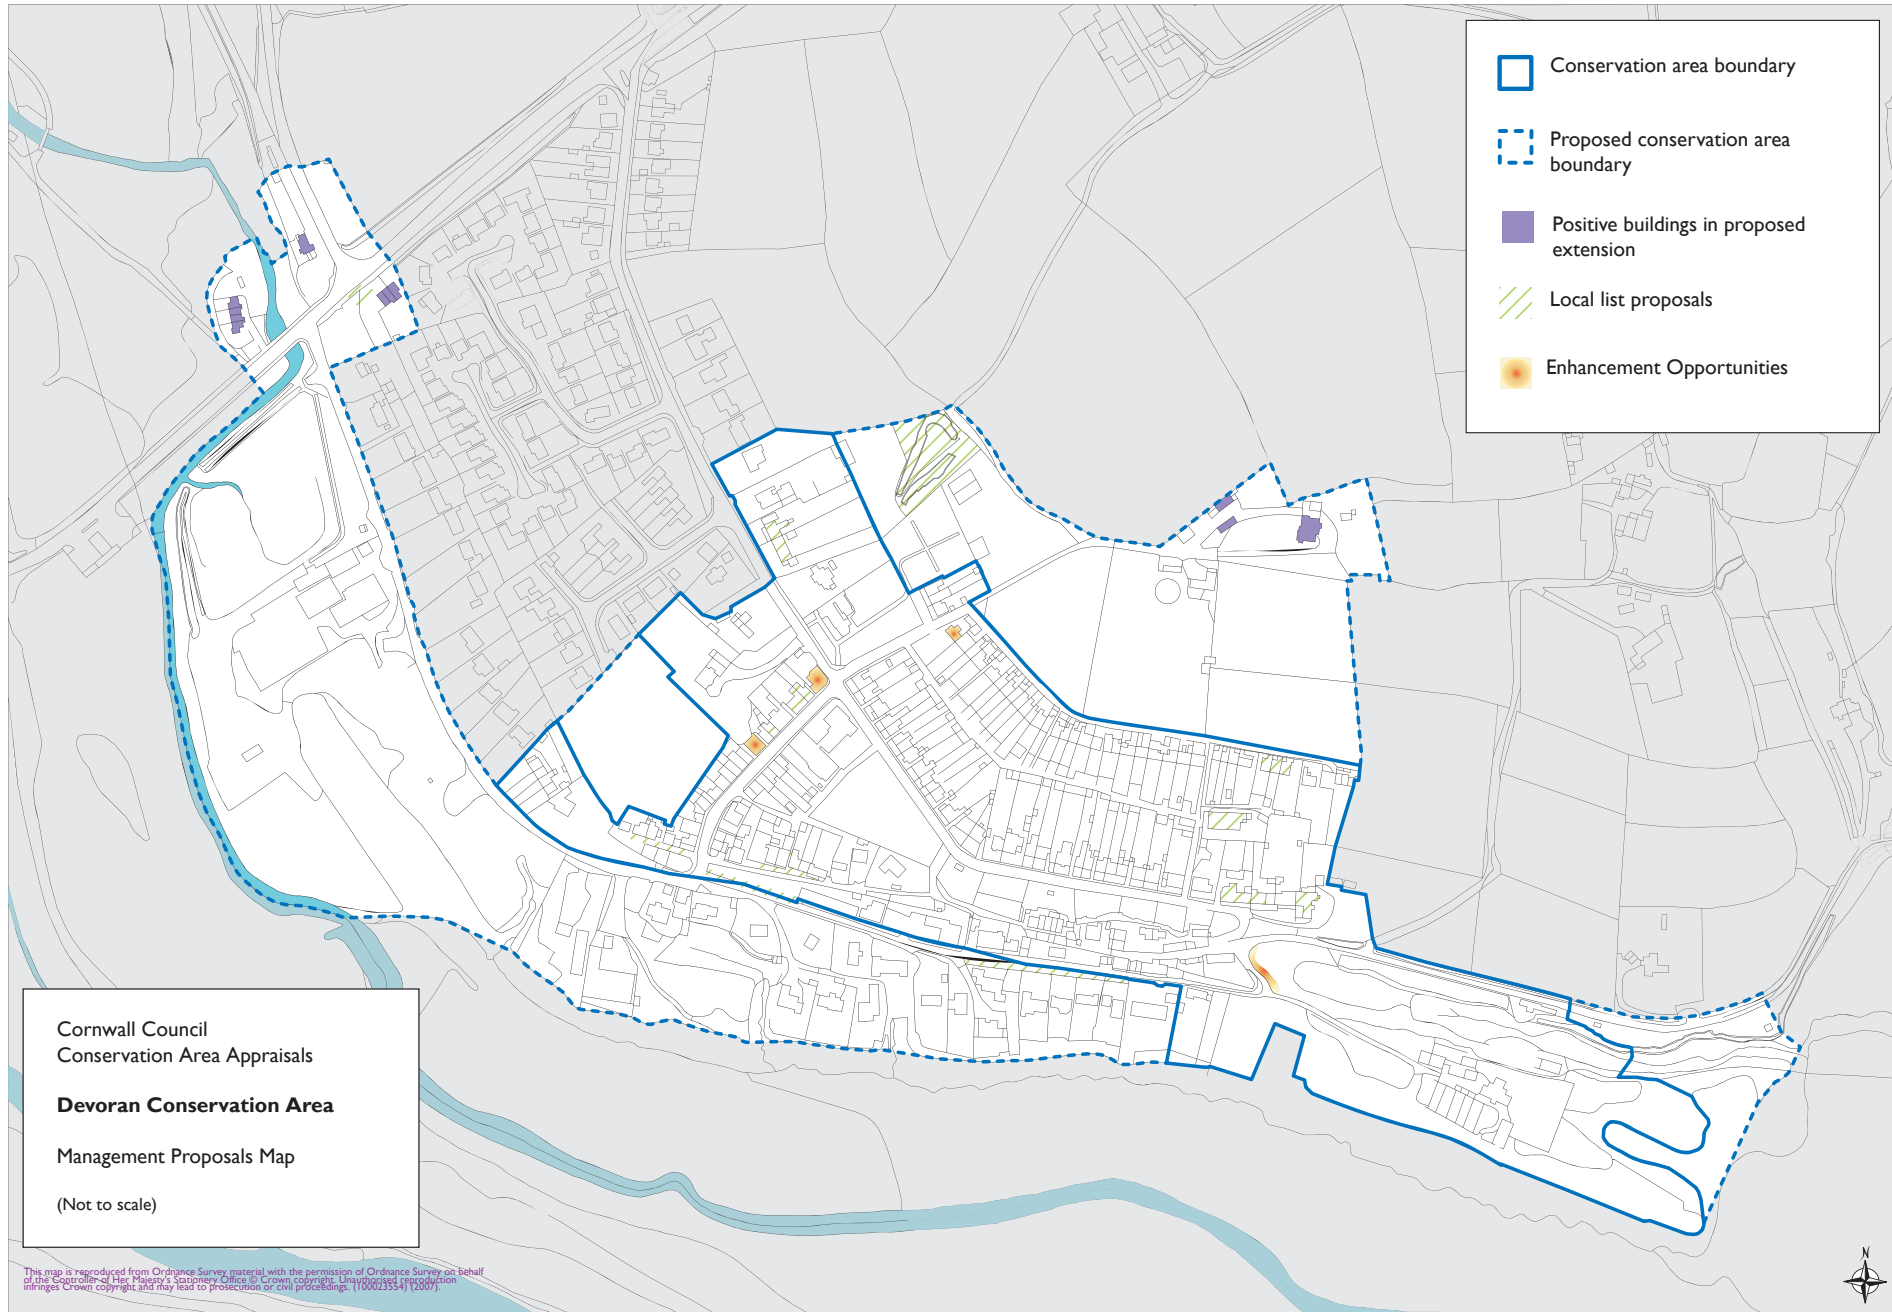 Conservation area boundary
Proposed conservation area
boundary
Positive buildings in proposed
extension
Local list proposals
Enhancement Opportunities
Cornwall Council
Conservation Area Appraisals
Devoran Conservation Area
Management Proposals Map
(Not to scale)
This map is reproduced from Ordnance Survey material with the permission of Ordnance Survey on behalf
of the Controller of Her Majesty's Stationery Office © Crown copyright. Unauthorised reproduction
infringes Crown copyright and may lead to prosecution or civil proceedings. (100023554) (2007).
N